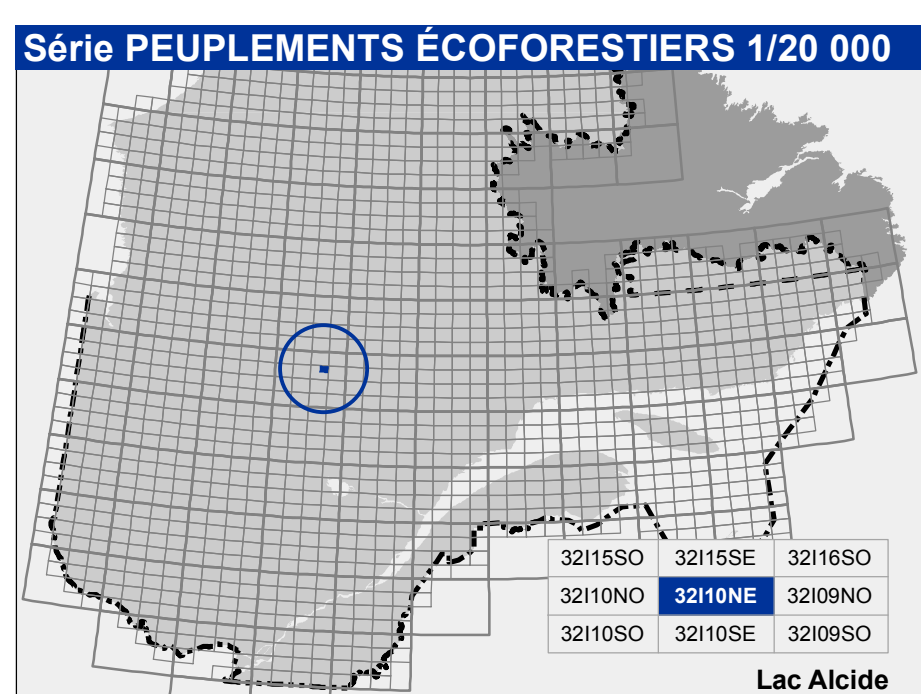 Série PEUPLEMENTS ÉCOFORESTIERS 1/20 000
32I15SO 32I15SE 32I16SO
32I10NO 32I10NE 32I09NO
32I10SO 32I10SE 32I09SO
Lac Alcide